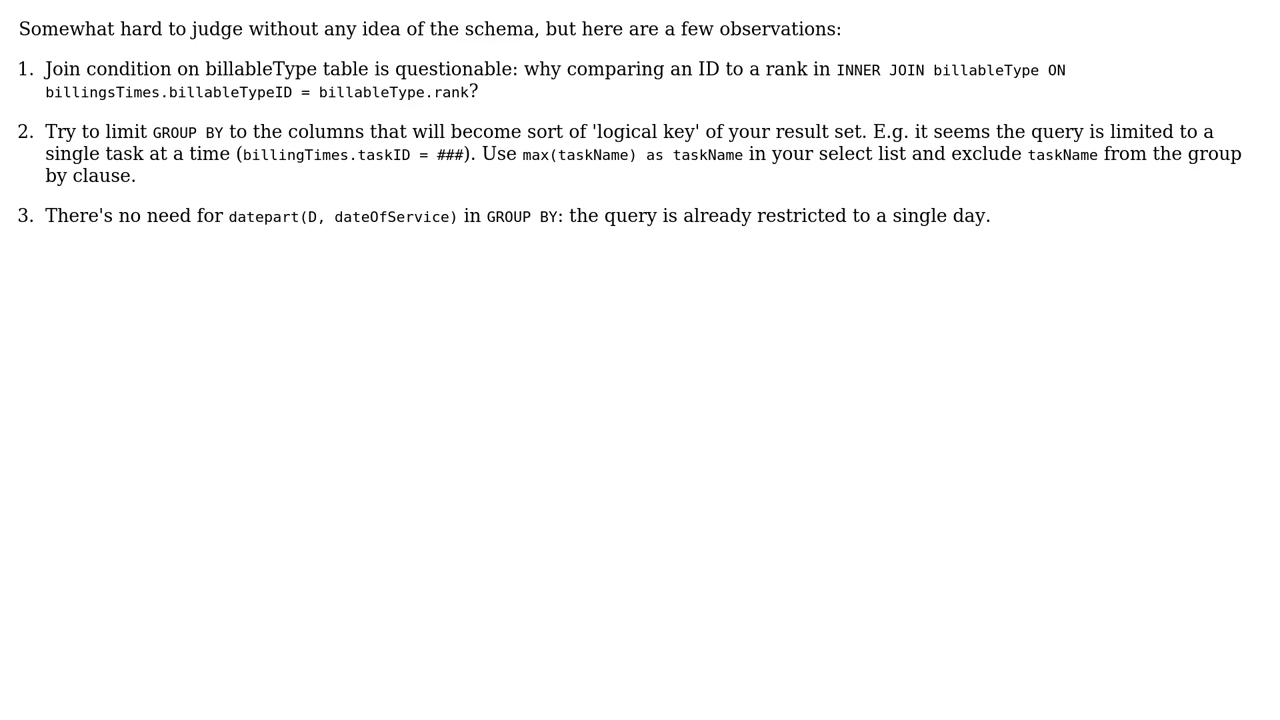 Somewhat hard to judge without any idea of the schema, but here are a few observations:
1. Join condition on billableType table is questionable: why comparing an ID to a rank in INNER JOIN billableType ON
billingsTimes.billableTypeID = billableType.rank?
2. Try to limit GROUP BY to the columns that will become sort of 'logical key' of your result set. E.g. it seems the query is limited to a
single task at a time (billingTimes.taskID = ###). Use max(taskName) as taskName in your select list and exclude taskName from the group
by clause.
3. There's no need for datepart(D, dateOfService) in GROUP BY: the query is already restricted to a single day.